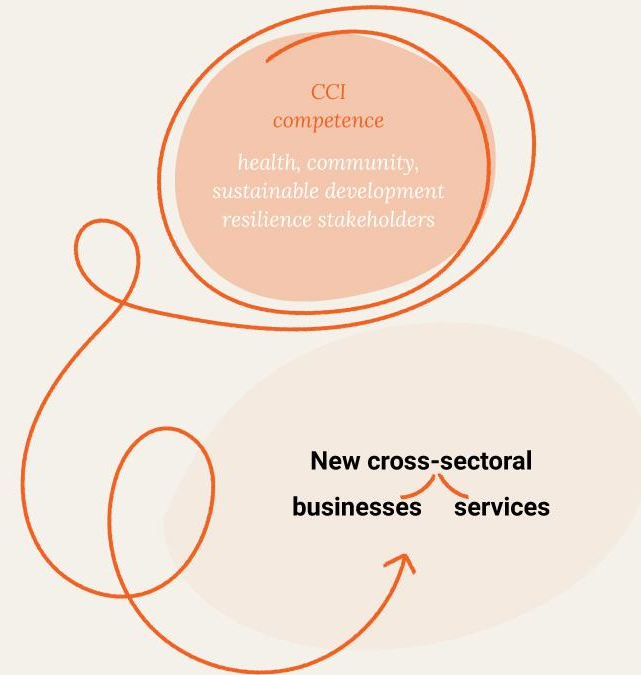 CCI
competence
health, community,
sustainable development
resilience stakeholders
New cross-sectoral
businesses services